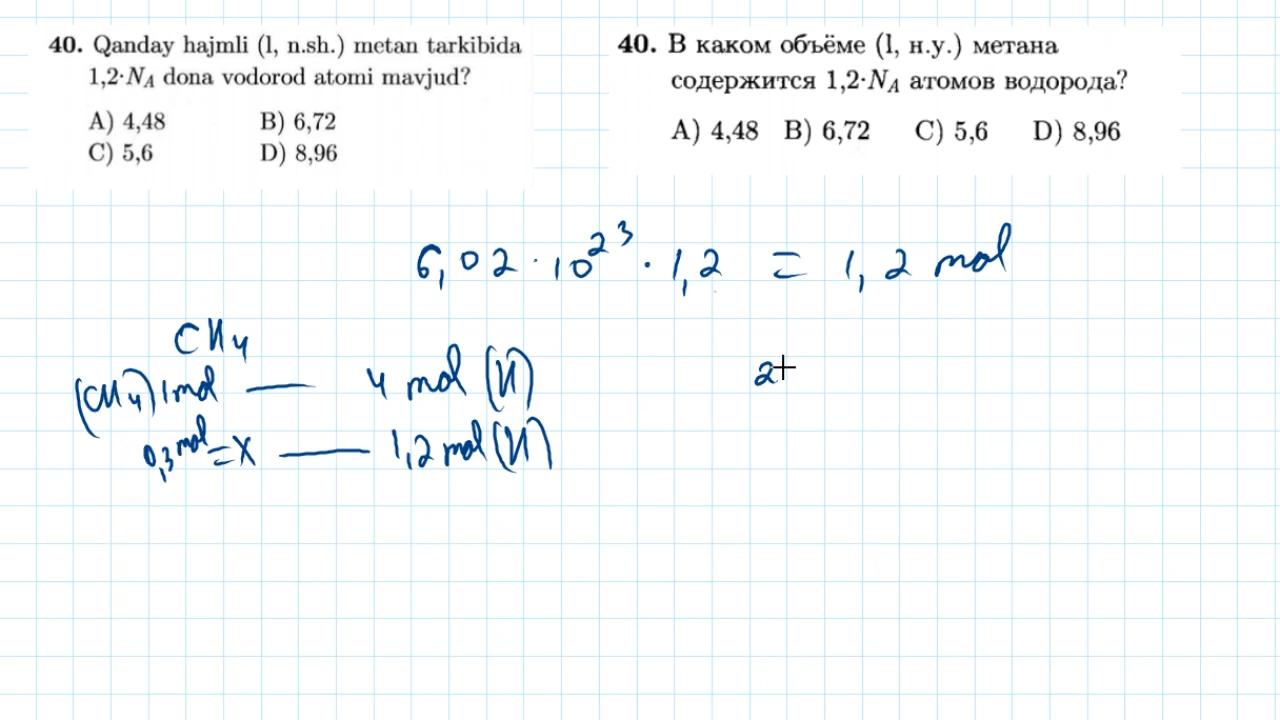 40. Qanday hajmli (l, n.sh.) metan tarkibida
1,2·N_A dona vodorod atomi mavjud?
A) 4,48 B) 6,72
C) 5,6 D) 8,96
40. В каком объёме (l, н.у.) метана
содержится 1,2·N_A атомов водорода?
A) 4,48 B) 6,72 C) 5,6 D) 8,96
6,02 · 10²³ · 1,2 = 1,2 mol
CH₄
(CH₄) 1 mol — 4 mol (H)
0,3 mol = X — 1,2 mol (H)
2